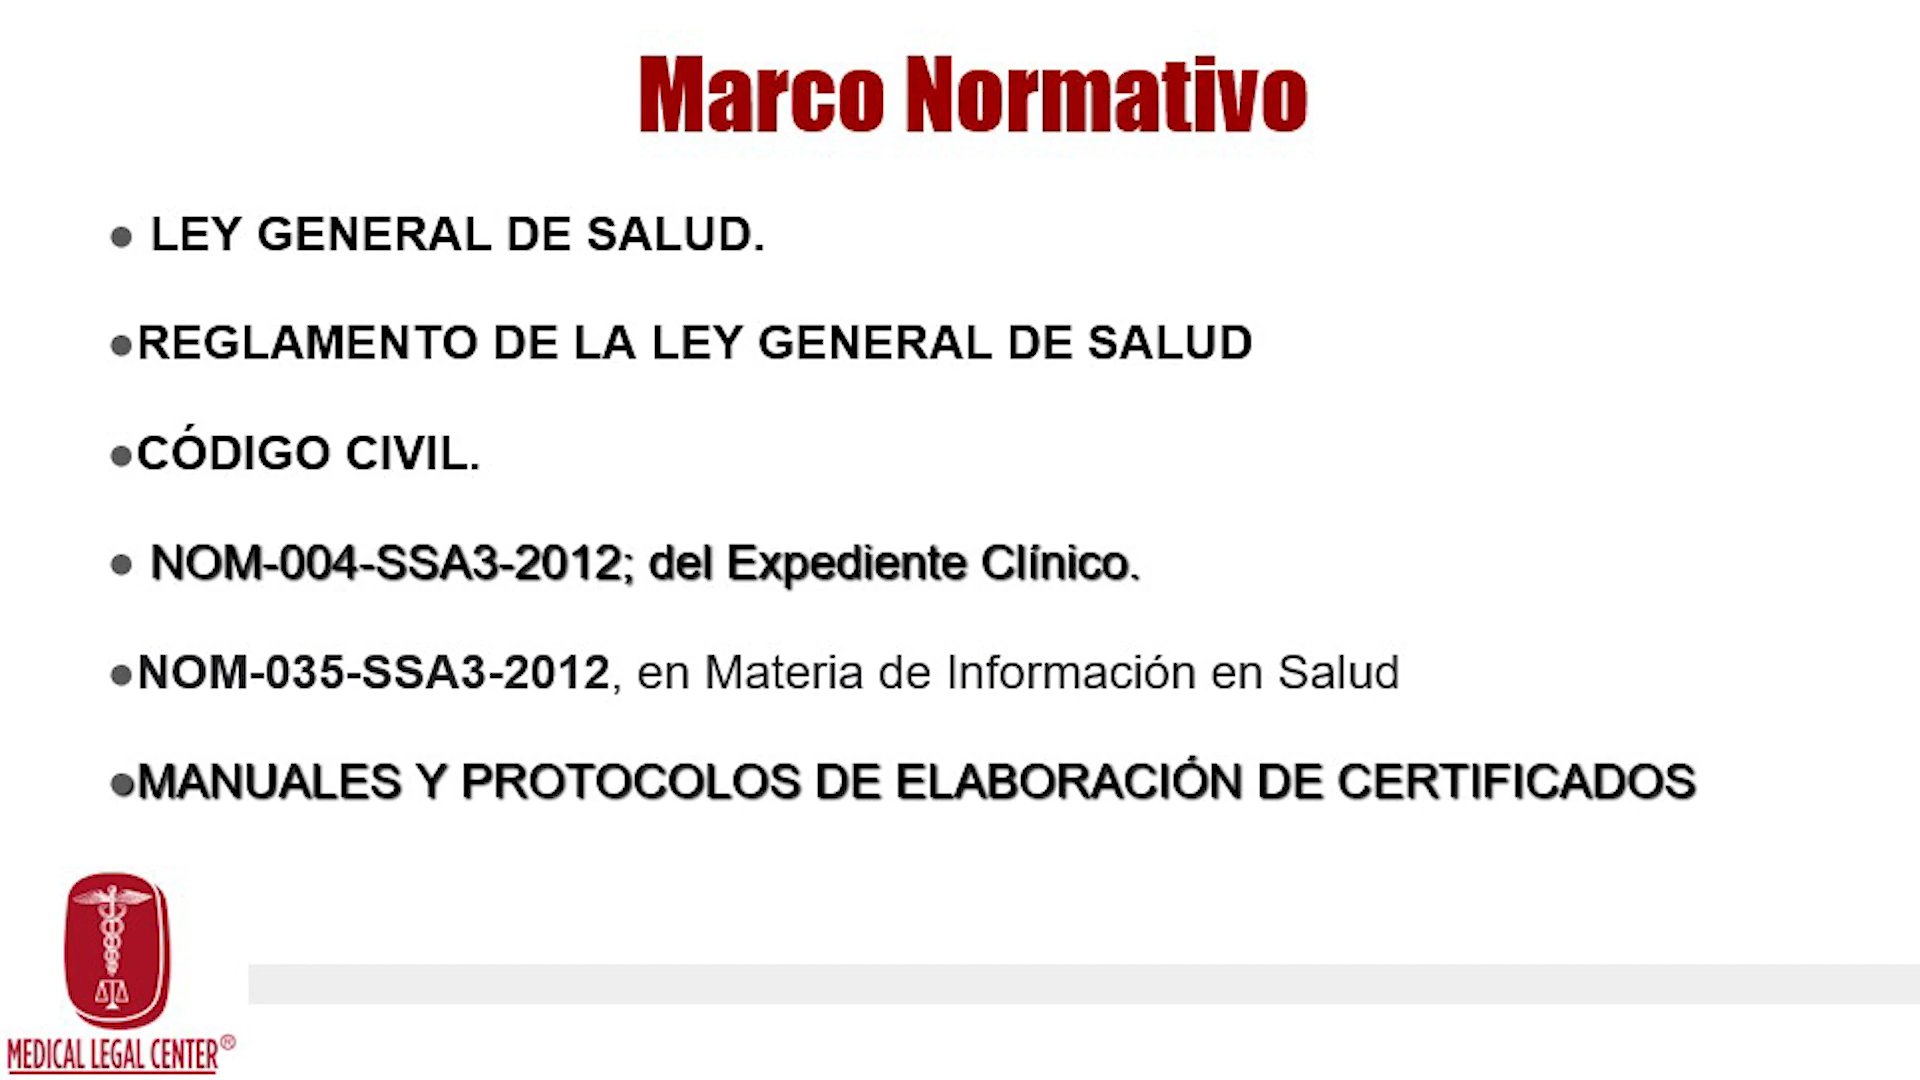 Marco Normativo
● LEY GENERAL DE SALUD.
●REGLAMENTO DE LA LEY GENERAL DE SALUD
●CÓDIGO CIVIL.
● NOM-004-SSA3-2012; del Expediente Clínico.
●NOM-035-SSA3-2012, en Materia de Información en Salud
●MANUALES Y PROTOCOLOS DE ELABORACIÓN DE CERTIFICADOS
MEDICAL LEGAL CENTER®